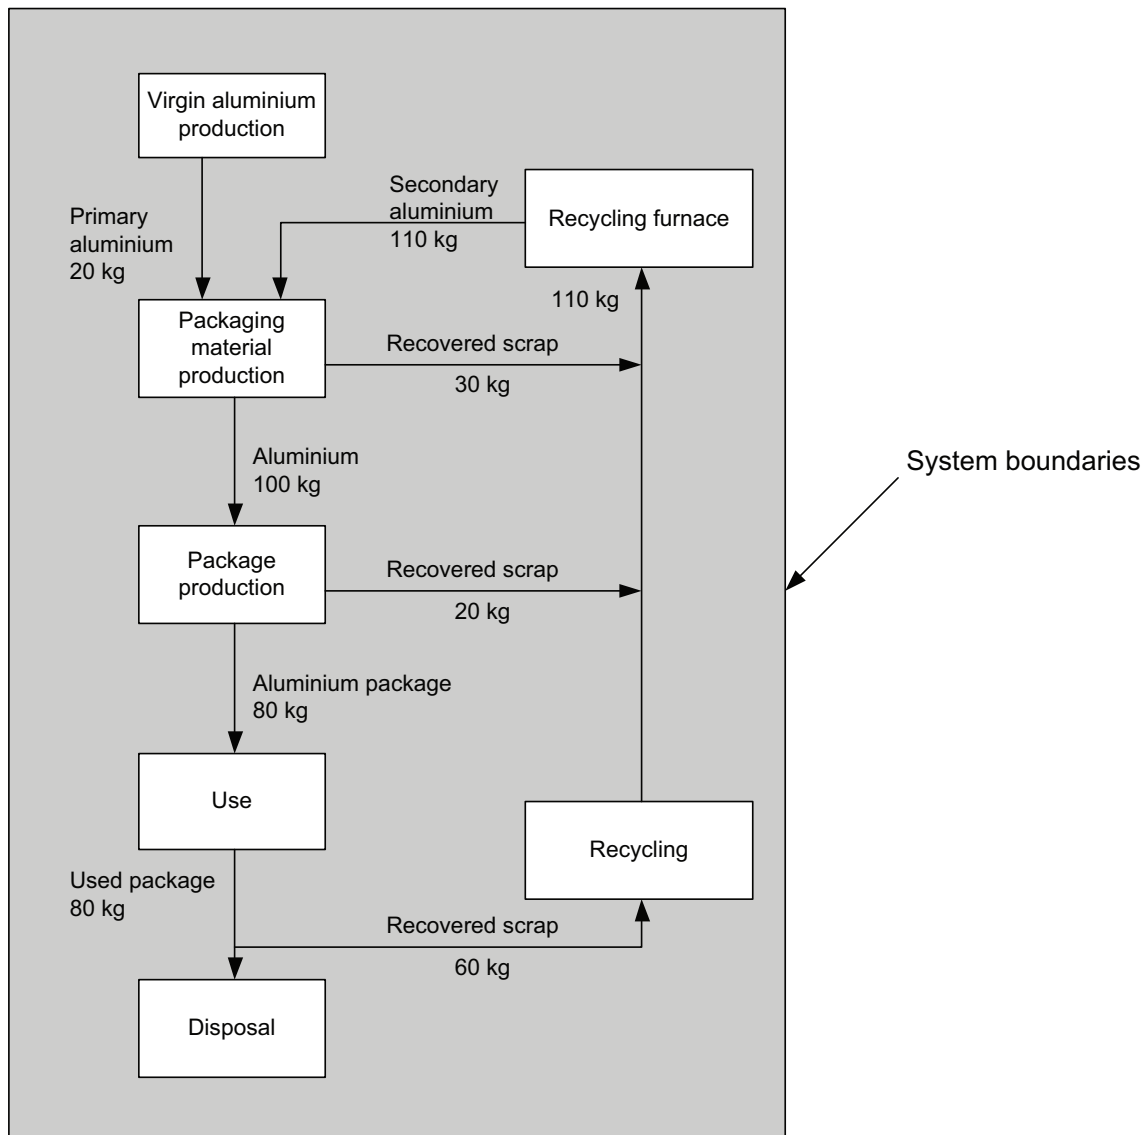 Virgin aluminium
production
Secondary
aluminium
110 kg
Recycling furnace
Primary
aluminium
20 kg
110 kg
Packaging
material
production
Recovered scrap
30 kg
Aluminium
100 kg
System boundaries
Package
production
Recovered scrap
20 kg
Aluminium package
80 kg
Use
Recycling
Used package
80 kg
Recovered scrap
60 kg
Disposal